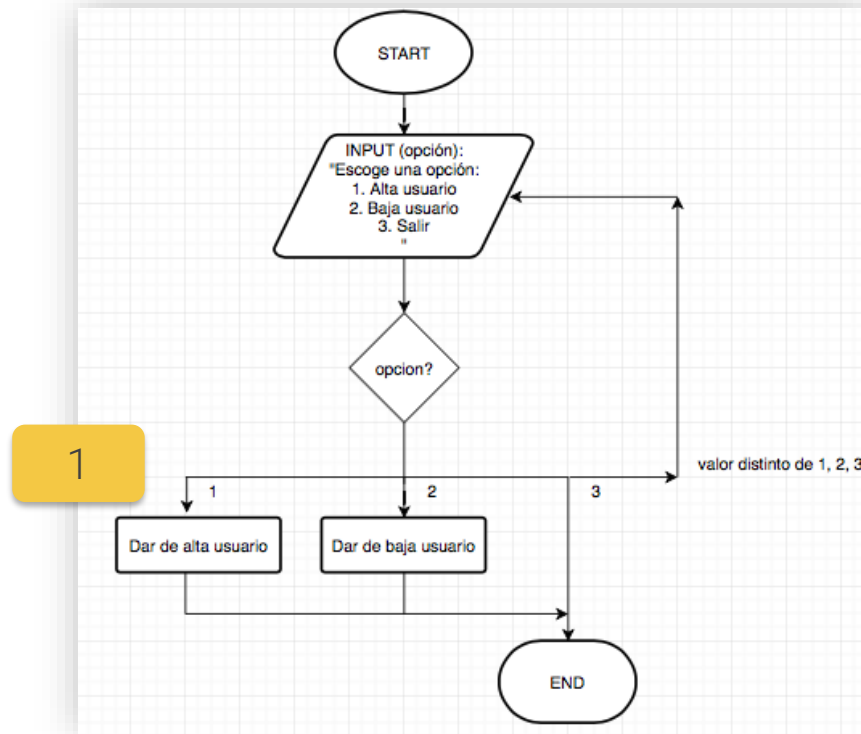 START
INPUT (opción):
"Escoge una opción:
1. Alta usuario
2. Baja usuario
3. Salir
"
opcion?
1
valor distinto de 1, 2, 3
1
2
3
Dar de alta usuario
Dar de baja usuario
END